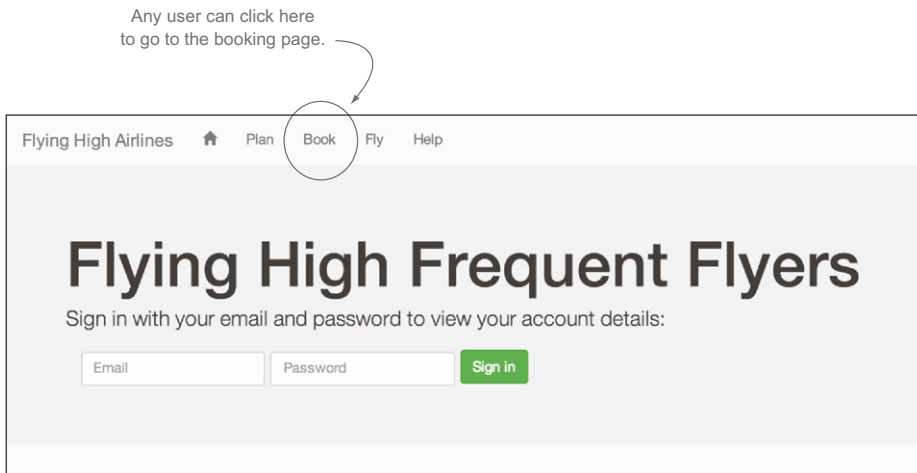 Any user can click here
to go to the booking page.
Flying High Airlines Plan Book Fly Help
Flying High Frequent Flyers
Sign in with your email and password to view your account details:
Email Password Sign in